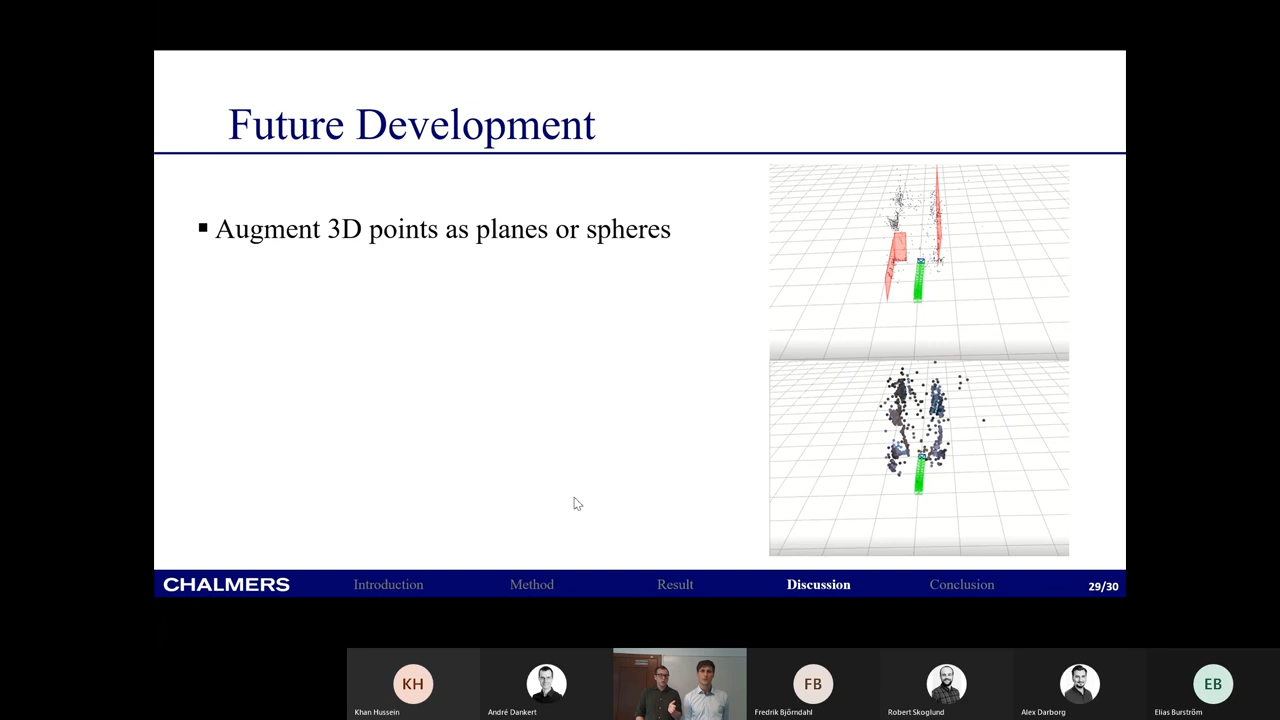 Future Development
Augment 3D points as planes or spheres
CHALMERS
Introduction
Method
Result
Discussion
Conclusion
29/30
KH
FB
EB
Khan Hussein
André Dankert
Fredrik Björndahl
Robert Skoglund
Alex Darborg
Elias Burström